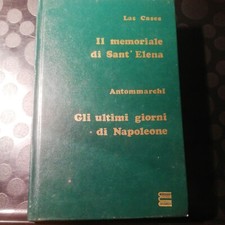 Las Cases
Il memoriale
di Sant' Elena
Antommarchi
Gli ultimi giorni
di Napoleone